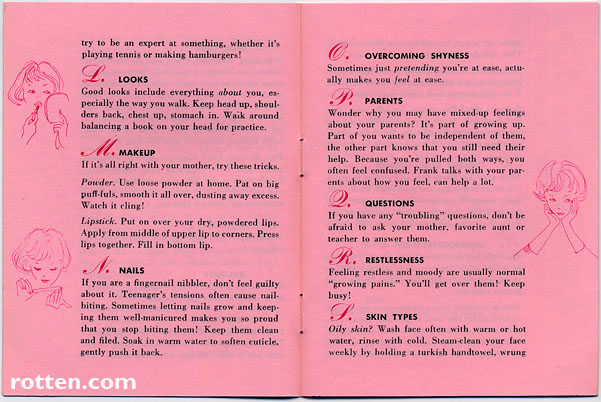 try to be an expert at something, whether it's
playing tennis or making hamburgers!
L. LOOKS
Good looks include everything about you, es-
pecially the way you walk. Keep head up, shoul-
ders back, chest up, stomach in. Walk around
balancing a book on your head for practice.
M. MAKEUP
If it's all right with your mother, try these tricks.
Powder. Use loose powder at home. Pat on big
puff-fuls, smooth it all over, dusting away excess.
Watch it cling!
Lipstick. Put on over your dry, powdered lips.
Apply from middle of upper lip to corners. Press
lips together. Fill in bottom lip.
N. NAILS
If you are a fingernail nibbler, don't feel guilty
about it. Teenager's tensions often cause nail-
biting. Sometimes letting nails grow and keep-
ing them well-manicured makes you so proud
that you stop biting them! Keep them clean
and filed. Soak in warm water to soften cuticle,
gently push it back.
O. OVERCOMING SHYNESS
Sometimes just pretending you're at ease, actu-
ally makes you feel at ease.
P. PARENTS
Wonder why you may have mixed-up feelings
about your parents? It's part of growing up.
Part of you wants to be independent of them,
the other part knows that you still need their
help. Because you're pulled both ways, you
often feel confused. Frank talks with your par-
ents about how you feel, can help a lot.
Q. QUESTIONS
If you have any "troubling" questions, don't be
afraid to ask your mother, favorite aunt or
teacher to answer them.
R. RESTLESSNESS
Feeling restless and moody are usually normal
"growing pains." You'll get over them! Keep
busy!
S. SKIN TYPES
Oily skin? Wash face often with warm or hot
water, rinse with cold. Steam-clean your face
weekly by holding a turkish handtowel, wrung
rotten.com